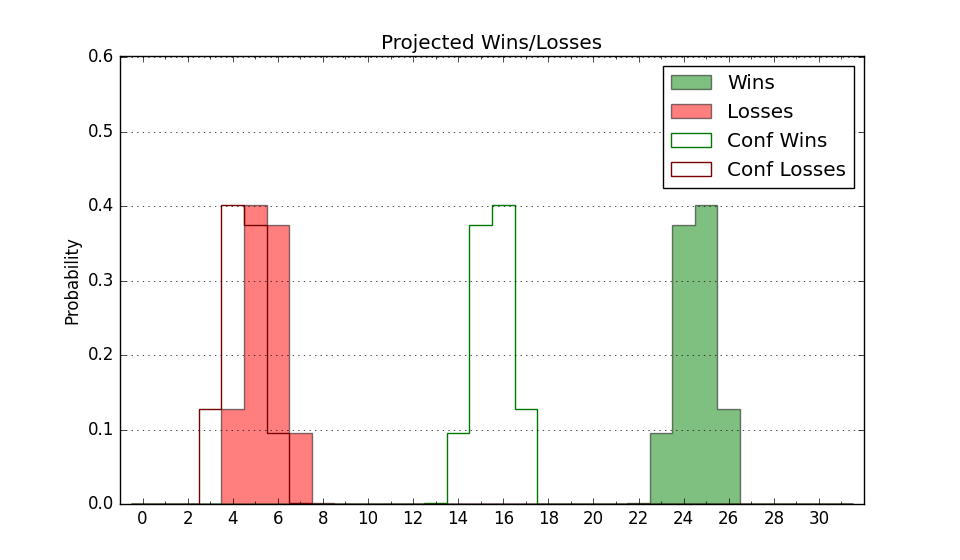 Projected Wins/Losses
0.6
0.5
0.4
0.3
0.2
0.1
0.0
Probability
Wins
Losses
Conf Wins
Conf Losses
0 2 4 6 8 10 12 14 16 18 20 22 24 26 28 30